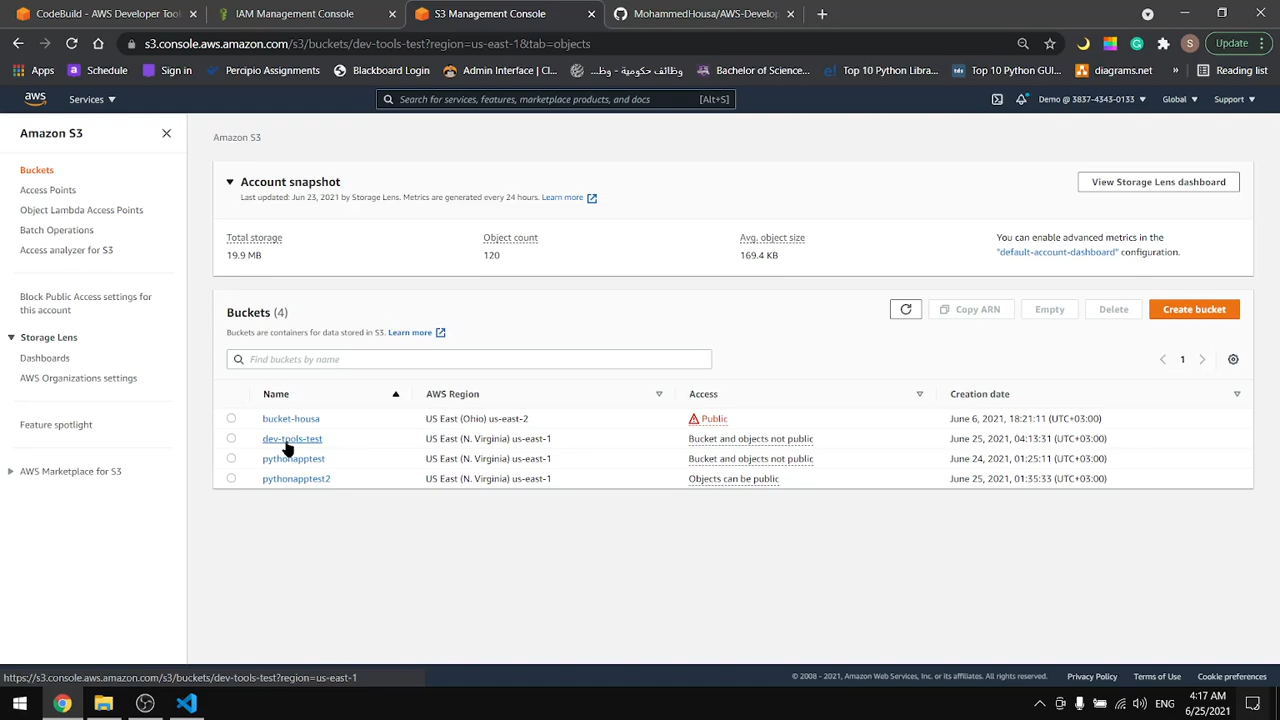 CodeBuild - AWS Developer Tool
IAM Management Console
S3 Management Console
MohammedHousa/AWS-Develop
s3.console.aws.amazon.com/s3/buckets/dev-tools-test?region=us-east-1&tab=objects
S
Update
Apps
Schedule
Sign in
Percipio Assignments
Blackboard Login
Admin Interface | Cl...
Bachelor of Science...
Top 10 Python Libra...
Top 10 Python GUI...
diagrams.net
»
Reading list
aws
Services
Search for services, features, marketplace products, and docs
[Alt+S]
Demo @ 3837-4343-0133
Global
Support
Amazon S3
Buckets
Access Points
Object Lambda Access Points
Batch Operations
Access analyzer for S3
Block Public Access settings for
this account
Storage Lens
Dashboards
AWS Organizations settings
Feature spotlight
AWS Marketplace for S3
Amazon S3
Account snapshot
Last updated: Jun 23, 2021 by Storage Lens. Metrics are generated every 24 hours. Learn more
View Storage Lens dashboard
Total storage
19.9 MB
Object count
120
Avg. object size
169.4 KB
You can enable advanced metrics in the
"default-account-dashboard" configuration.
Buckets (4)
Buckets are containers for data stored in S3. Learn more
Copy ARN
Empty
Delete
Create bucket
Find buckets by name
1
Name AWS Region Access Creation date
bucket-housa US East (Ohio) us-east-2 Public June 6, 2021, 18:21:11 (UTC+03:00)
dev-tools-test US East (N. Virginia) us-east-1 Bucket and objects not public June 25, 2021, 04:13:31 (UTC+03:00)
pythonapptest US East (N. Virginia) us-east-1 Bucket and objects not public June 24, 2021, 01:25:11 (UTC+03:00)
pythonapptest2 US East (N. Virginia) us-east-1 Objects can be public June 25, 2021, 01:35:33 (UTC+03:00)
https://s3.console.aws.amazon.com/s3/buckets/dev-tools-test?region=us-east-1
© 2008 - 2021, Amazon Web Services, Inc. or its affiliates. All rights reserved.
Privacy Policy
Terms of Use
Cookie preferences
ENG
4:17 AM
6/25/2021